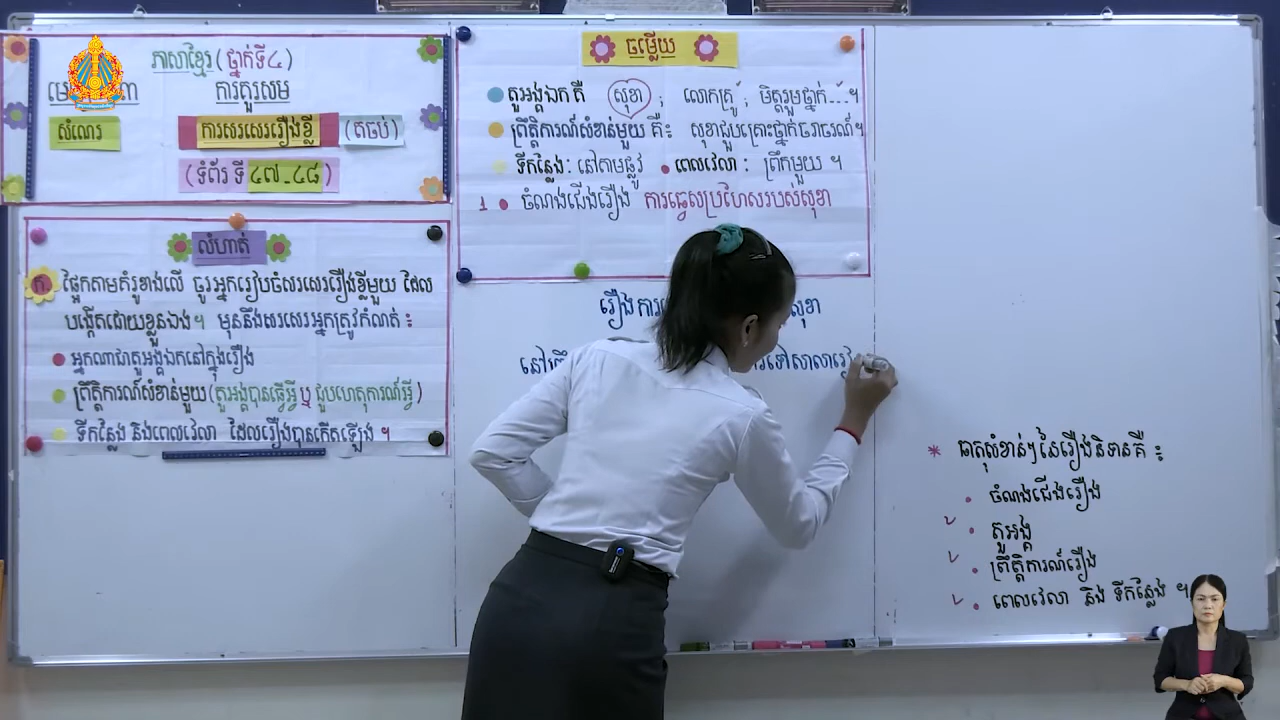 ភាសាខ្មែរ (ថ្នាក់ទី៤)
ការគួរសម
សំណេរ
ការសរសេររឿងខ្លី (តចប់)
(ទំព័រ ទី ៤៧-៤៨)
លំហាត់
ក ផ្អែកតាមគំរូខាងលើ ចូរអ្នករៀបចំសរសេររឿងខ្លីមួយ ដែល
បង្កើតដោយខ្លួនឯង។ មុននឹងសរសេរអ្នកត្រូវកំណត់ ៖
អ្នកណាជាតួអង្គឯកនៅក្នុងរឿង
ព្រឹត្តិការណ៍សំខាន់មួយ (តួអង្គបានធ្វើអ្វី ឬ ជួបហេតុការណ៍អ្វី)
ទីកន្លែង និងពេលវេលា ដែលរឿងបានកើតឡើង ។
ចម្លើយ
តួអង្គឯក គឺ សុខា ; លោកគ្រូ ; មិត្តរួមថ្នាក់...។
ព្រឹត្តិការណ៍សំខាន់មួយ គឺ៖ សុខាជួបគ្រោះថ្នាក់ចរាចរណ៍។
ទីកន្លែង : នៅតាមផ្លូវ ពេលវេលា : ព្រឹកមួយ ។
1 ចំណងជើងរឿង ការធ្វេសប្រហែសរបស់សុខា
រឿង សុខា
ទៅសាលារៀន
* ធាតុសំខាន់ៗនៃរឿងនិទានគឺ ៖
ចំណងជើងរឿង
តួអង្គ
ព្រឹត្តិការណ៍រឿង
ពេលវេលា និង ទីកន្លែង ។